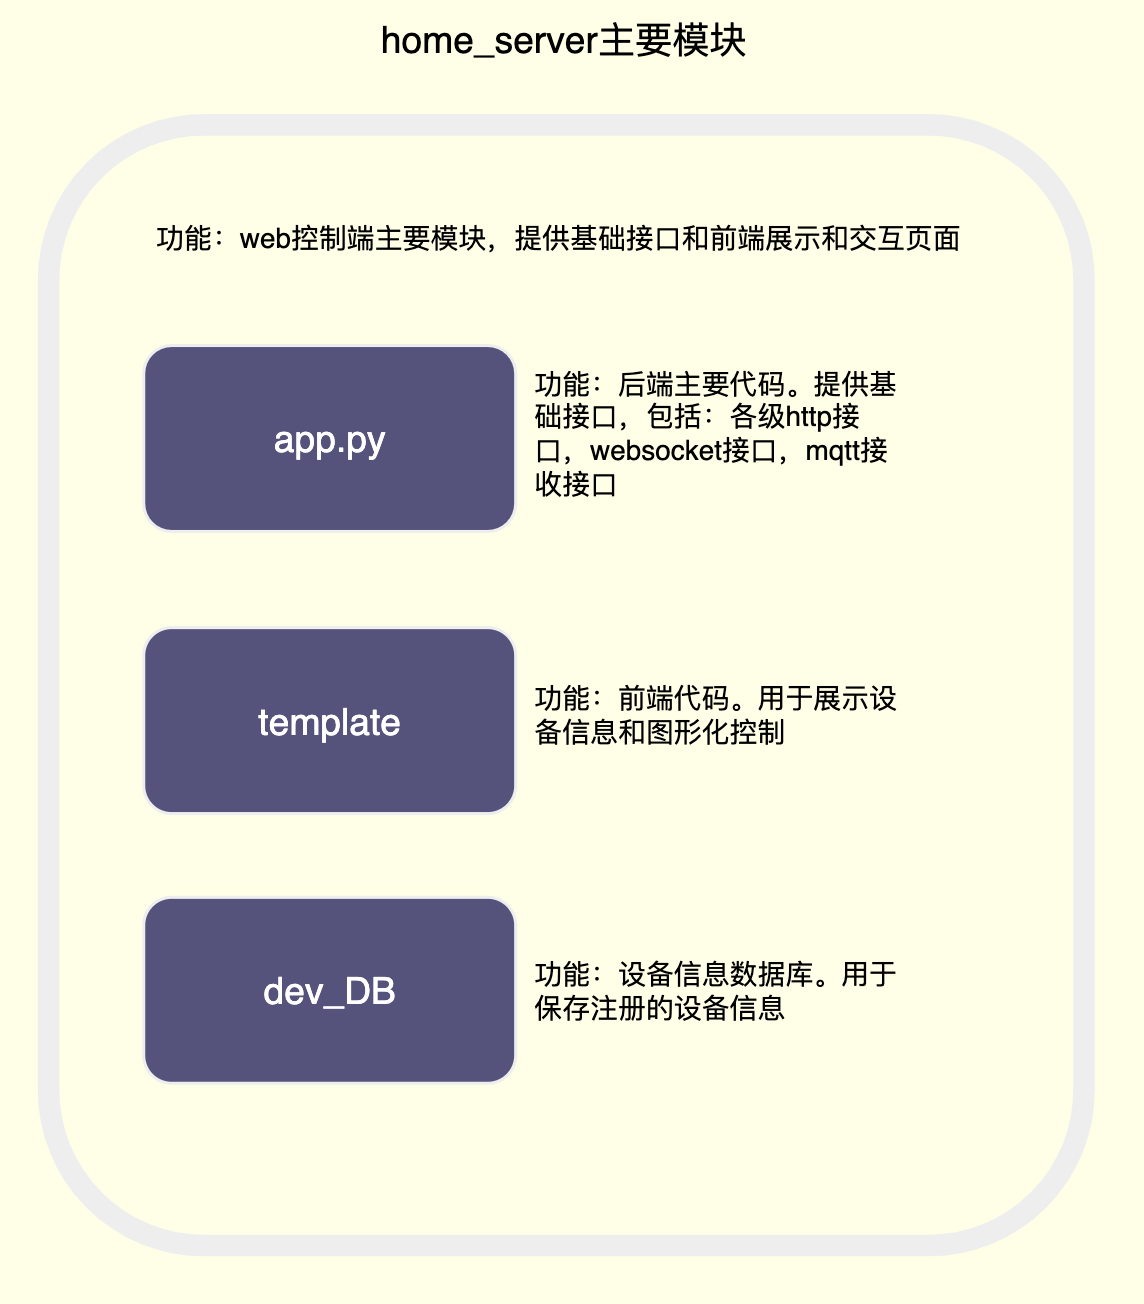 home_server主要模块
功能：web控制端主要模块，提供基础接口和前端展示和交互页面
app.py
功能：后端主要代码。提供基
础接口，包括：各级http接
口，websocket接口，mqtt接
收接口
template
功能：前端代码。用于展示设
备信息和图形化控制
dev_DB
功能：设备信息数据库。用于
保存注册的设备信息